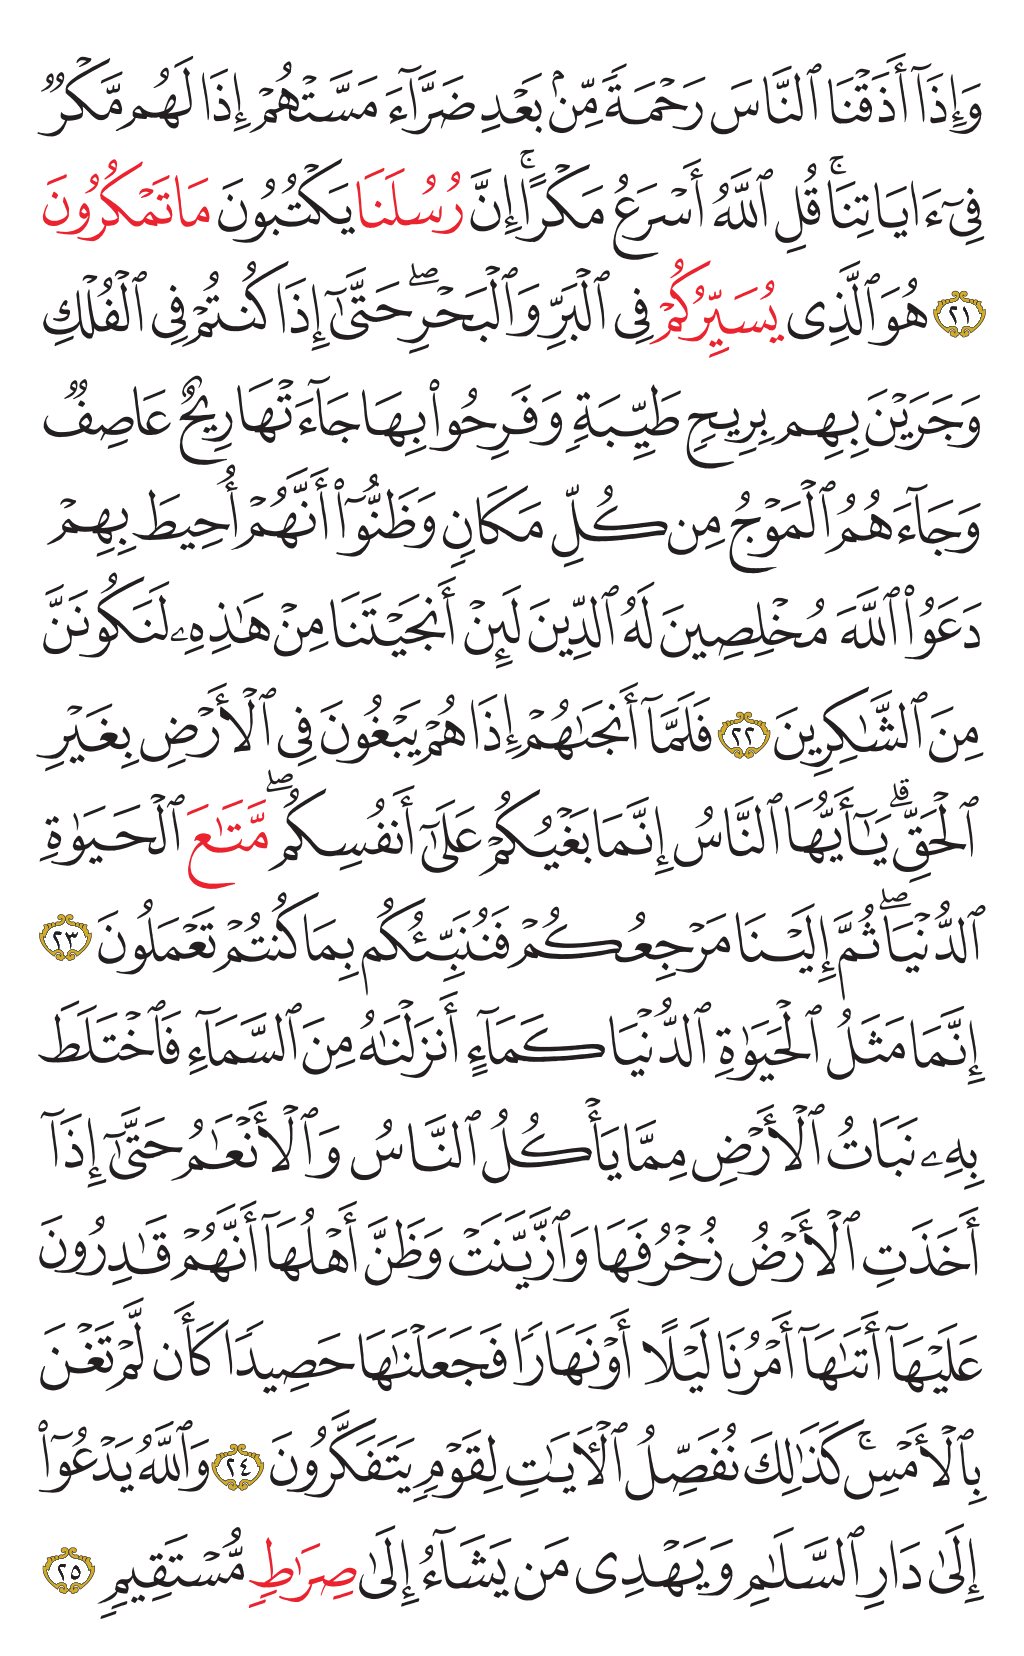 وَإِذَآ أَذَقۡنَا ٱلنَّاسَ رَحۡمَةٗ مِّنۢ بَعۡدِ ضَرَّآءَ مَسَّتۡهُمۡ إِذَا لَهُم مَّكۡرٞ
فِيٓ ءَايَاتِنَاۚ قُلِ ٱللَّهُ أَسۡرَعُ مَكۡرًاۚ إِنَّ رُسُلَنَا يَكۡتُبُونَ مَا تَمۡكُرُونَ
٢١ هُوَ ٱلَّذِي يُسَيِّرُكُمۡ فِي ٱلۡبَرِّ وَٱلۡبَحۡرِۖ حَتَّىٰٓ إِذَا كُنتُمۡ فِي ٱلۡفُلۡكِ
وَجَرَيۡنَ بِهِم بِرِيحٖ طَيِّبَةٖ وَفَرِحُواْ بِهَا جَآءَتۡهَا رِيحٌ عَاصِفٞ
وَجَآءَهُمُ ٱلۡمَوۡجُ مِن كُلِّ مَكَانٖ وَظَنُّوٓاْ أَنَّهُمۡ أُحِيطَ بِهِمۡ
دَعَوُاْ ٱللَّهَ مُخۡلِصِينَ لَهُ ٱلدِّينَ لَئِنۡ أَنجَيۡتَنَا مِنۡ هَٰذِهِۦ لَنَكُونَنَّ
مِنَ ٱلشَّٰكِرِينَ ٢٢ فَلَمَّآ أَنجَىٰهُمۡ إِذَا هُمۡ يَبۡغُونَ فِي ٱلۡأَرۡضِ بِغَيۡرِ
ٱلۡحَقِّۗ يَٰٓأَيُّهَا ٱلنَّاسُ إِنَّمَا بَغۡيُكُمۡ عَلَىٰٓ أَنفُسِكُمۖ مَّتَٰعَ ٱلۡحَيَوٰةِ
ٱلدُّنۡيَاۖ ثُمَّ إِلَيۡنَا مَرۡجِعُكُمۡ فَنُنَبِّئُكُم بِمَا كُنتُمۡ تَعۡمَلُونَ ٢٣
إِنَّمَا مَثَلُ ٱلۡحَيَوٰةِ ٱلدُّنۡيَا كَمَآءٍ أَنزَلۡنَٰهُ مِنَ ٱلسَّمَآءِ فَٱخۡتَلَطَ
بِهِۦ نَبَاتُ ٱلۡأَرۡضِ مِمَّا يَأۡكُلُ ٱلنَّاسُ وَٱلۡأَنۡعَٰمُ حَتَّىٰٓ إِذَآ
أَخَذَتِ ٱلۡأَرۡضُ زُخۡرُفَهَا وَٱزَّيَّنَتۡ وَظَنَّ أَهۡلُهَآ أَنَّهُمۡ قَٰدِرُونَ
عَلَيۡهَآ أَتَىٰهَآ أَمۡرُنَا لَيۡلًا أَوۡ نَهَارٗا فَجَعَلۡنَٰهَا حَصِيدٗا كَأَن لَّمۡ تَغۡنَ
بِٱلۡأَمۡسِۚ كَذَٰلِكَ نُفَصِّلُ ٱلۡأٓيَٰتِ لِقَوۡمٖ يَتَفَكَّرُونَ ٢٤ وَٱللَّهُ يَدۡعُوٓاْ
إِلَىٰ دَارِ ٱلسَّلَٰمِ وَيَهۡدِي مَن يَشَآءُ إِلَىٰ صِرَٰطٖ مُّسۡتَقِيمٖ ٢٥